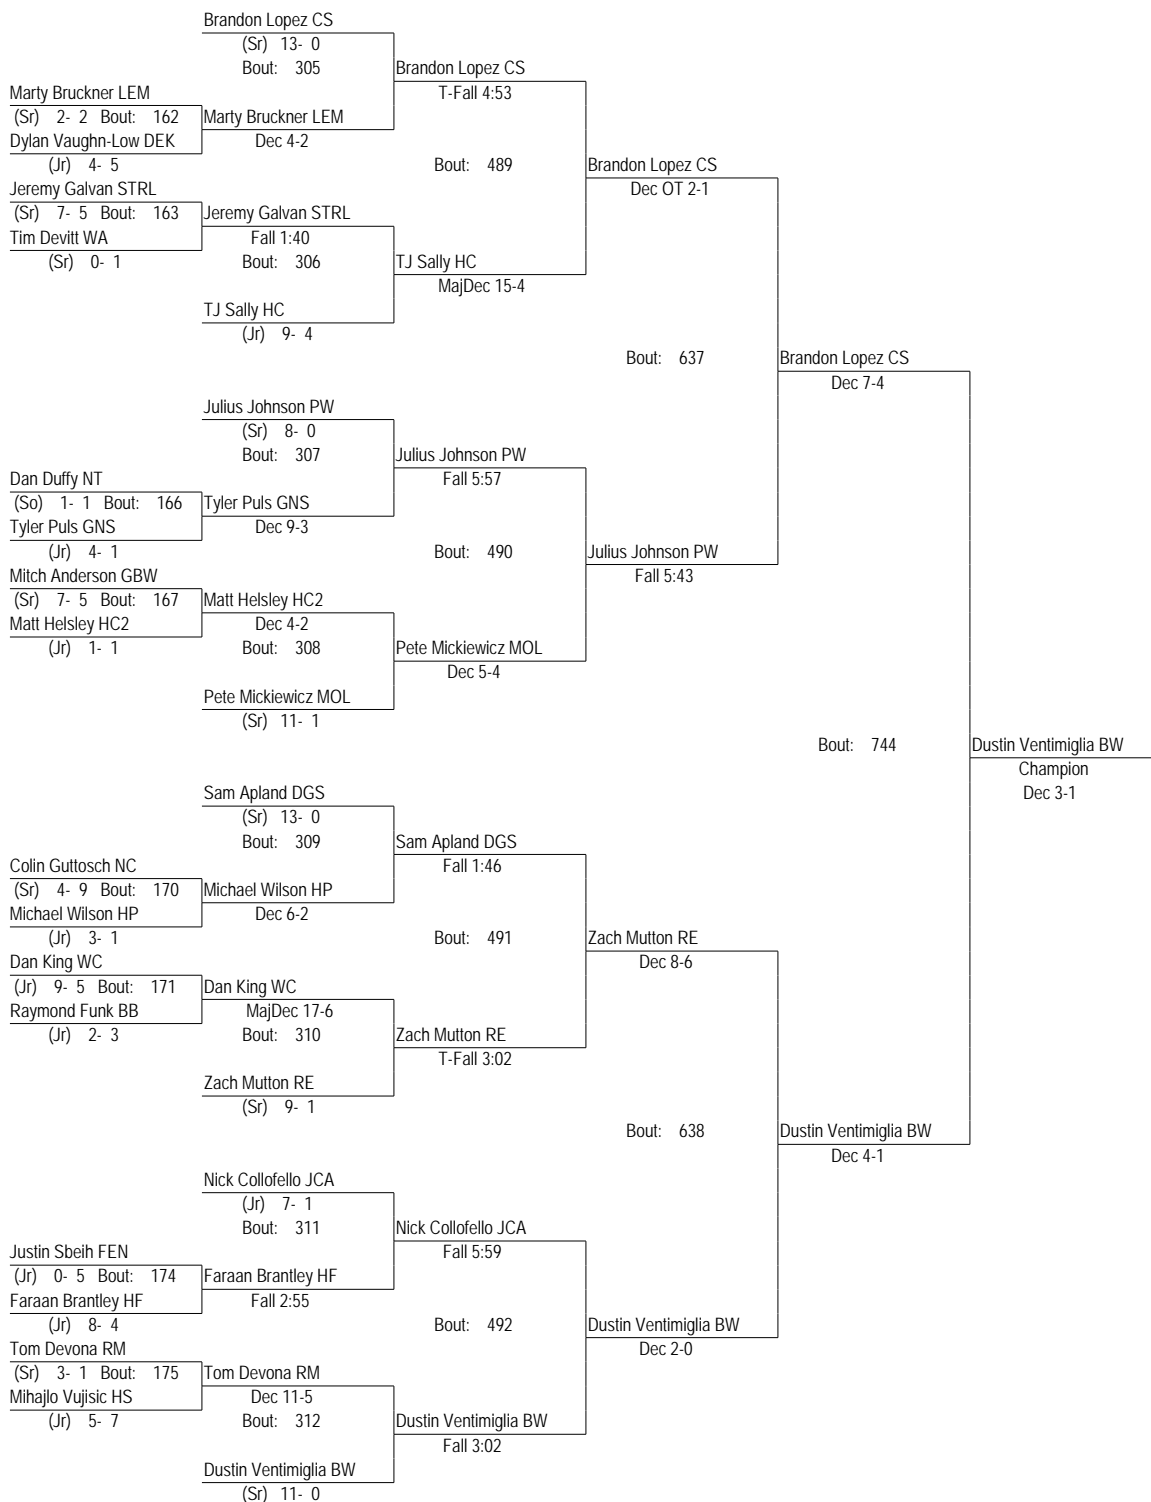 Brandon Lopez CS
(Sr) 13- 0
Bout: 305
Brandon Lopez CS
T-Fall 4:53
Marty Bruckner LEM
(Sr) 2- 2 Bout: 162
Marty Bruckner LEM
Dec 4-2
Dylan Vaughn-Low DEK
(Jr) 4- 5
Bout: 489
Brandon Lopez CS
Dec OT 2-1
Jeremy Galvan STRL
(Sr) 7- 5 Bout: 163
Jeremy Galvan STRL
Fall 1:40
Tim Devitt WA
(Sr) 0- 1
Bout: 306
TJ Sally HC
MajDec 15-4
TJ Sally HC
(Jr) 9- 4
Bout: 637
Brandon Lopez CS
Dec 7-4
Julius Johnson PW
(Sr) 8- 0
Bout: 307
Julius Johnson PW
Fall 5:57
Dan Duffy NT
(So) 1- 1 Bout: 166
Tyler Puls GNS
Dec 9-3
Tyler Puls GNS
(Jr) 4- 1
Bout: 490
Julius Johnson PW
Fall 5:43
Mitch Anderson GBW
(Sr) 7- 5 Bout: 167
Matt Helsley HC2
Dec 4-2
Matt Helsley HC2
(Jr) 1- 1
Bout: 308
Pete Mickiewicz MOL
Dec 5-4
Pete Mickiewicz MOL
(Sr) 11- 1
Bout: 744
Dustin Ventimiglia BW
Champion
Dec 3-1
Sam Apland DGS
(Sr) 13- 0
Bout: 309
Sam Apland DGS
Fall 1:46
Colin Guttosch NC
(Sr) 4- 9 Bout: 170
Michael Wilson HP
Dec 6-2
Michael Wilson HP
(Jr) 3- 1
Bout: 491
Zach Mutton RE
Dec 8-6
Dan King WC
(Jr) 9- 5 Bout: 171
Dan King WC
MajDec 17-6
Raymond Funk BB
(Jr) 2- 3
Bout: 310
Zach Mutton RE
T-Fall 3:02
Zach Mutton RE
(Sr) 9- 1
Bout: 638
Dustin Ventimiglia BW
Dec 4-1
Nick Collofello JCA
(Jr) 7- 1
Bout: 311
Nick Collofello JCA
Fall 5:59
Justin Sbeih FEN
(Jr) 0- 5 Bout: 174
Faraan Brantley HF
Fall 2:55
Faraan Brantley HF
(Jr) 8- 4
Bout: 492
Dustin Ventimiglia BW
Dec 2-0
Tom Devona RM
(Sr) 3- 1 Bout: 175
Tom Devona RM
Dec 11-5
Mihajlo Vujisic HS
(Jr) 5- 7
Bout: 312
Dustin Ventimiglia BW
Fall 3:02
Dustin Ventimiglia BW
(Sr) 11- 0